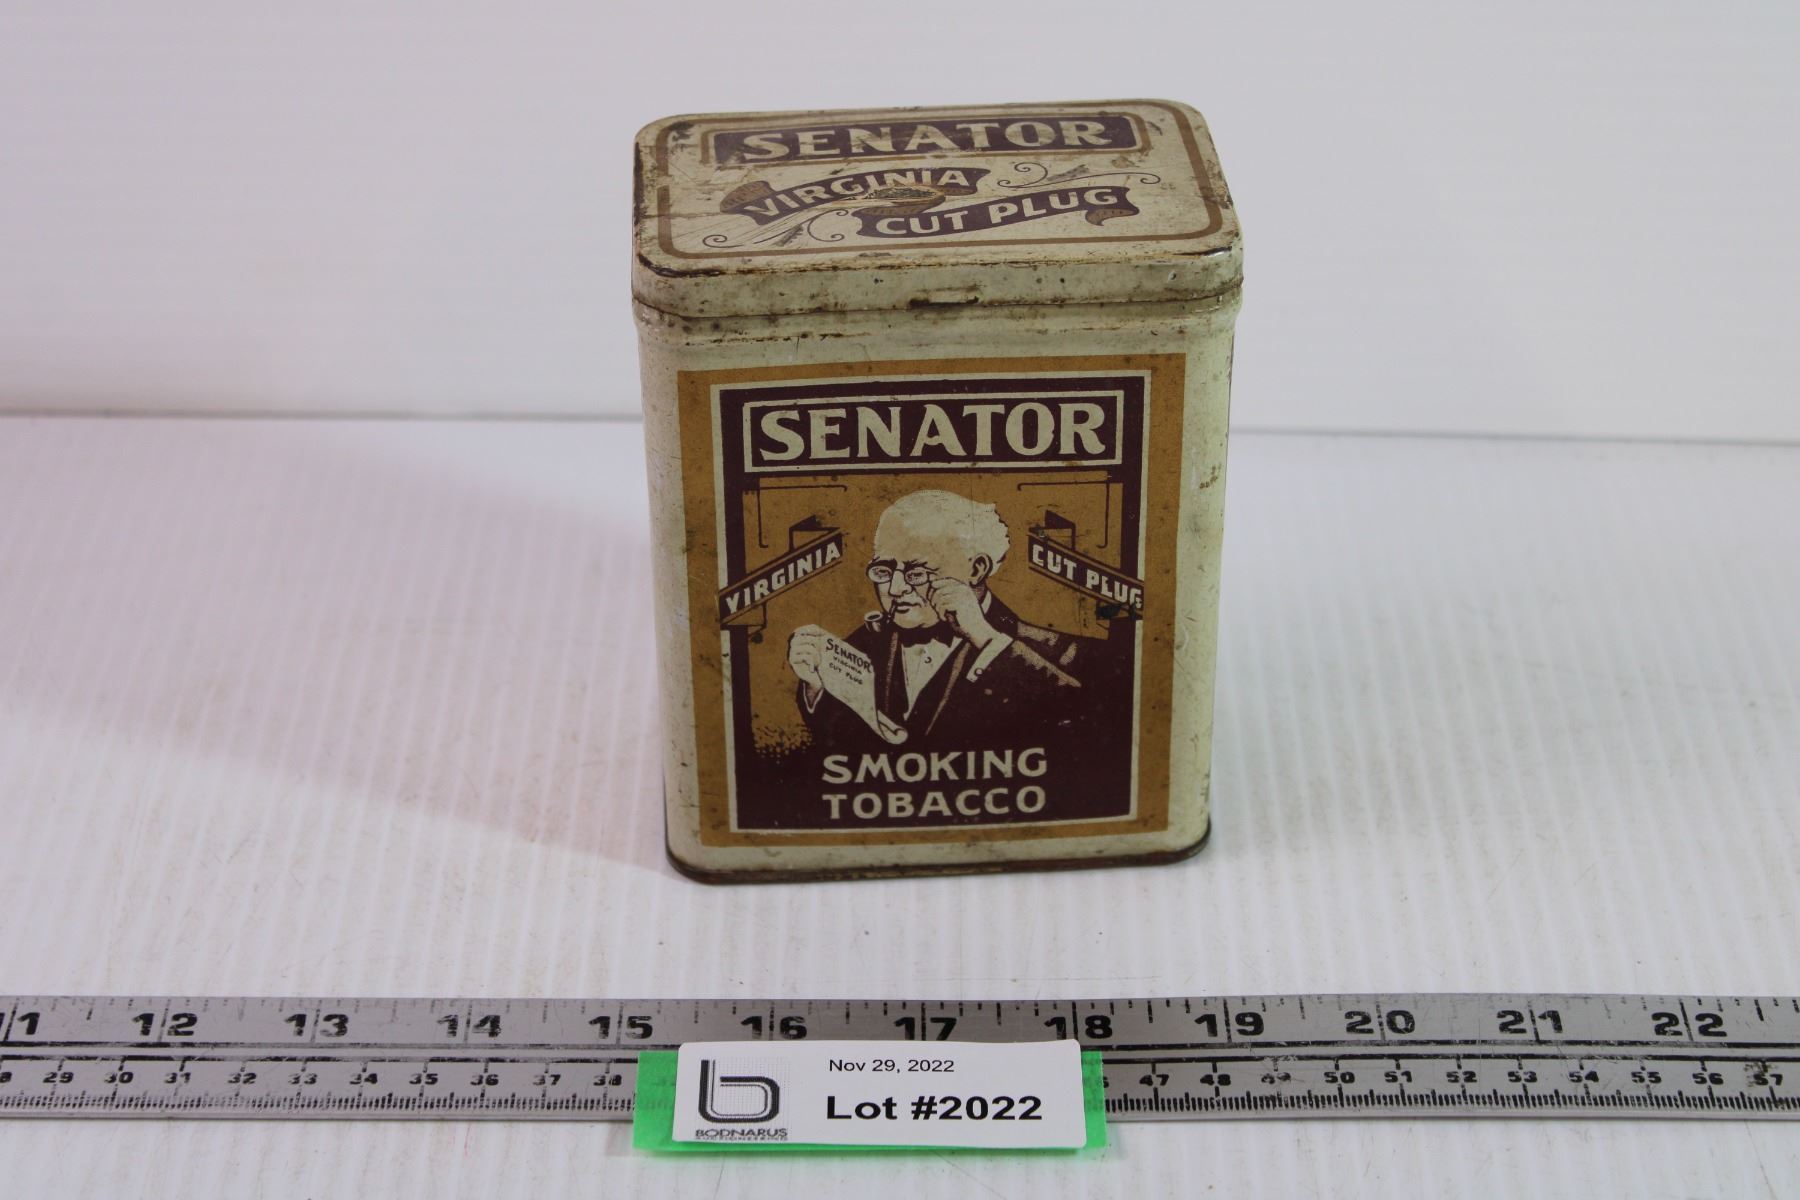 SENATOR
VIRGINIA
CUT PLUG
SENATOR
VIRGINIA
CUT PLUG
SENATOR
VIRGINIA
CUT PLUG
SMOKING
TOBACCO
11 12 13 14 15 16 17 18 19 20 21 22
29 30 31 32 33 34 35 36 37 38 47 48 49 50 51 52 53 54 55 56 57
Nov 29, 2022
Lot #2022
b
BODNARUS
AUCTIONEERING